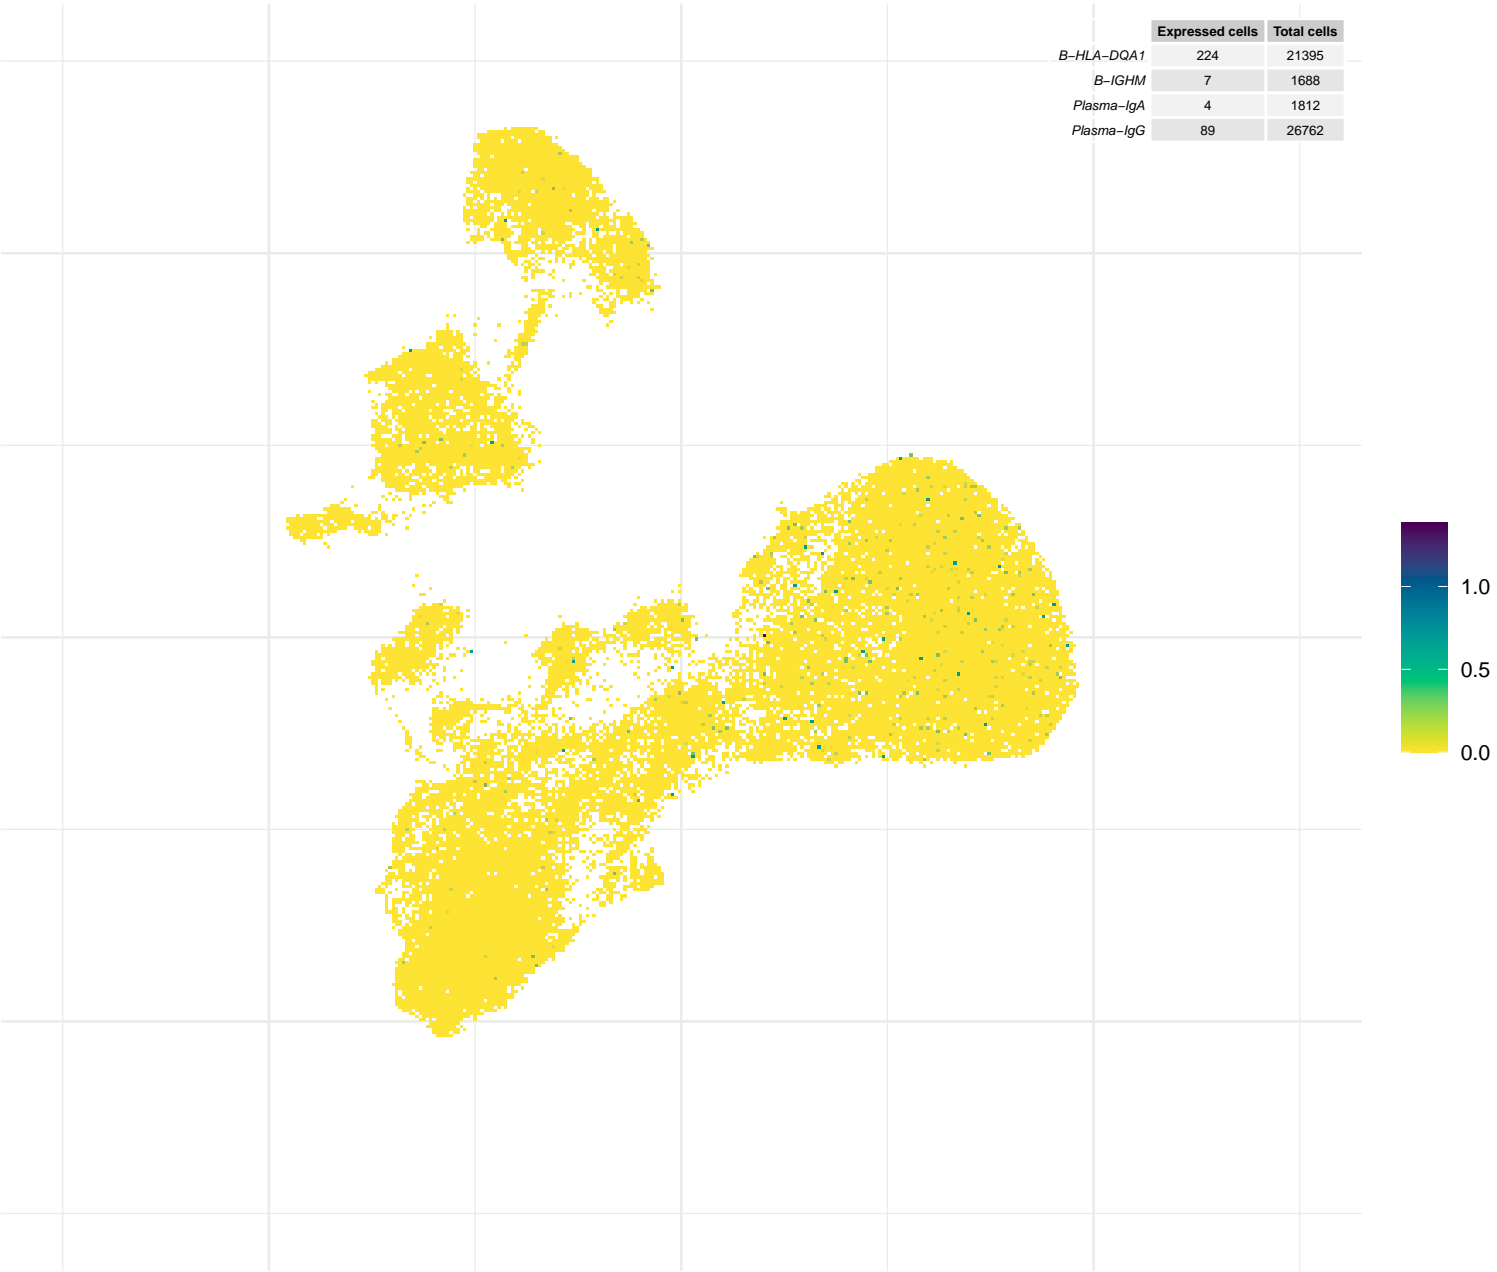 Expressed cells Total cells
B−HLA−DQA1 224 21395
B−IGHM 7 1688
Plasma−IgA 4 1812
Plasma−IgG 89 26762
1.0
0.5
0.0